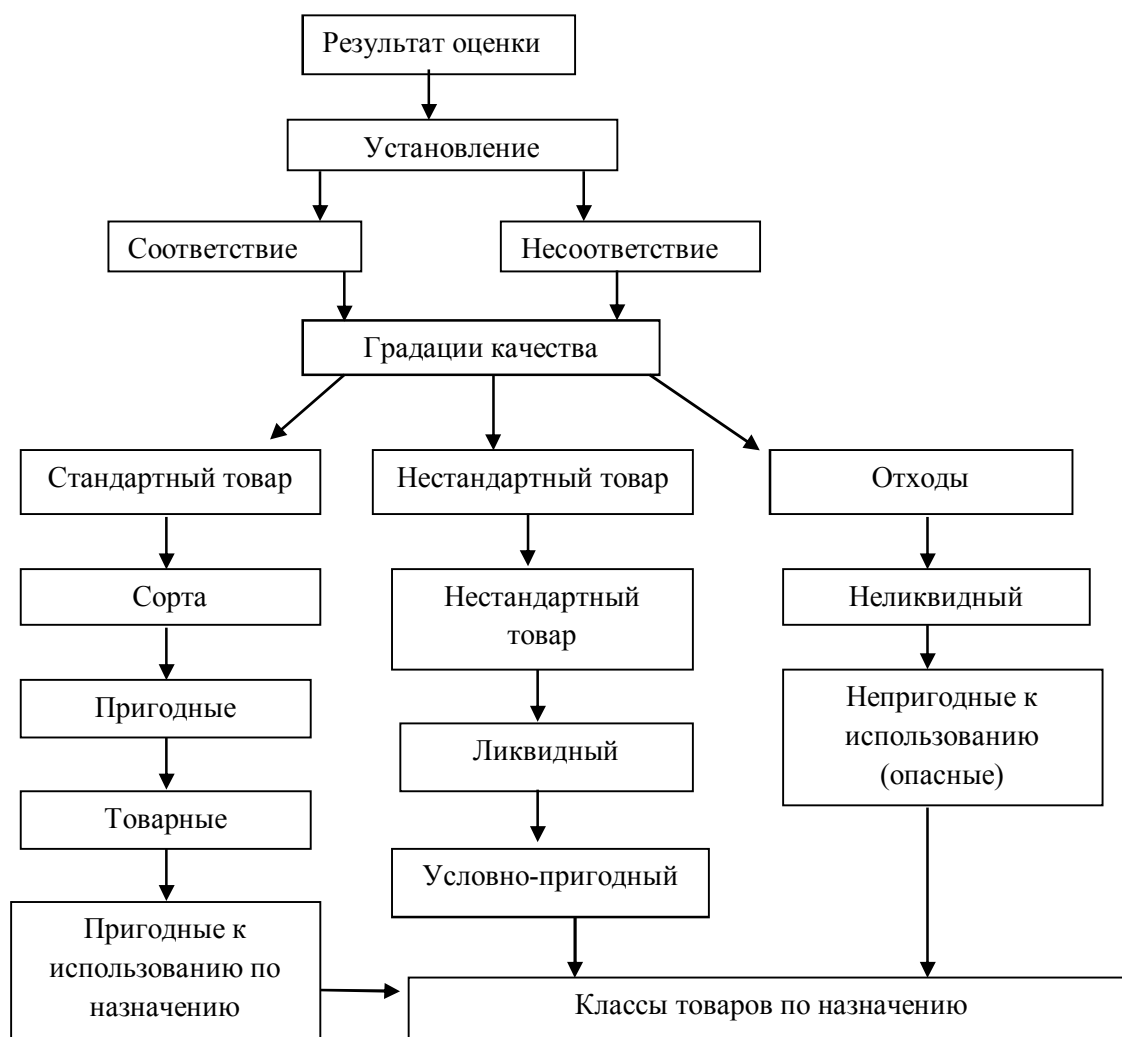 Результат оценки
Установление
Соответствие
Несоответствие
Градации качества
Стандартный товар
Нестандартный товар
Отходы
Сорта
Нестандартный
товар
Неликвидный
Пригодные
Ликвидный
Непригодные к
использованию
(опасные)
Товарные
Условно-пригодный
Пригодные к
использованию по
назначению
Классы товаров по назначению